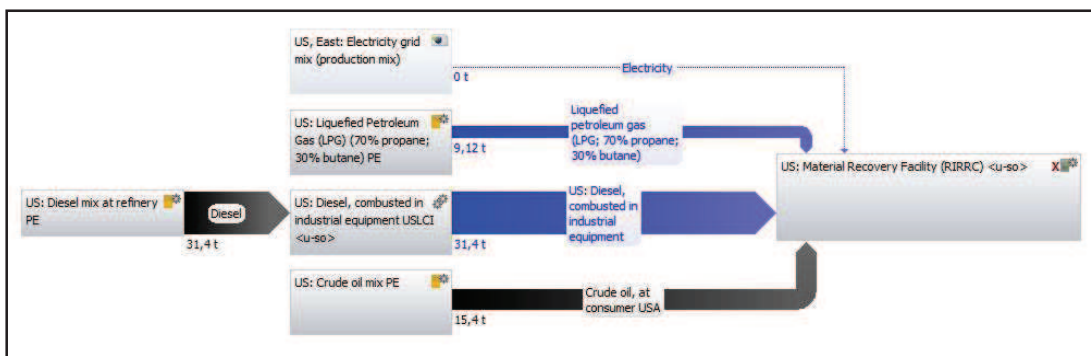 US, East: Electricity grid
mix (production mix)
0 t
Electricity
US: Liquefied Petroleum
Gas (LPG) (70% propane;
30% butane) PE
9,12 t
Liquefied
petroleum gas
(LPG; 70% propane;
30% butane)
US: Material Recovery Facility (RIRRC) <u-so>
X
US: Diesel mix at refinery
PE
Diesel
31,4 t
US: Diesel, combusted in
industrial equipment USLCI
<u-so>
31,4 t
US: Diesel,
combusted in
industrial
equipment
US: Crude oil mix PE
15,4 t
Crude oil, at
consumer USA